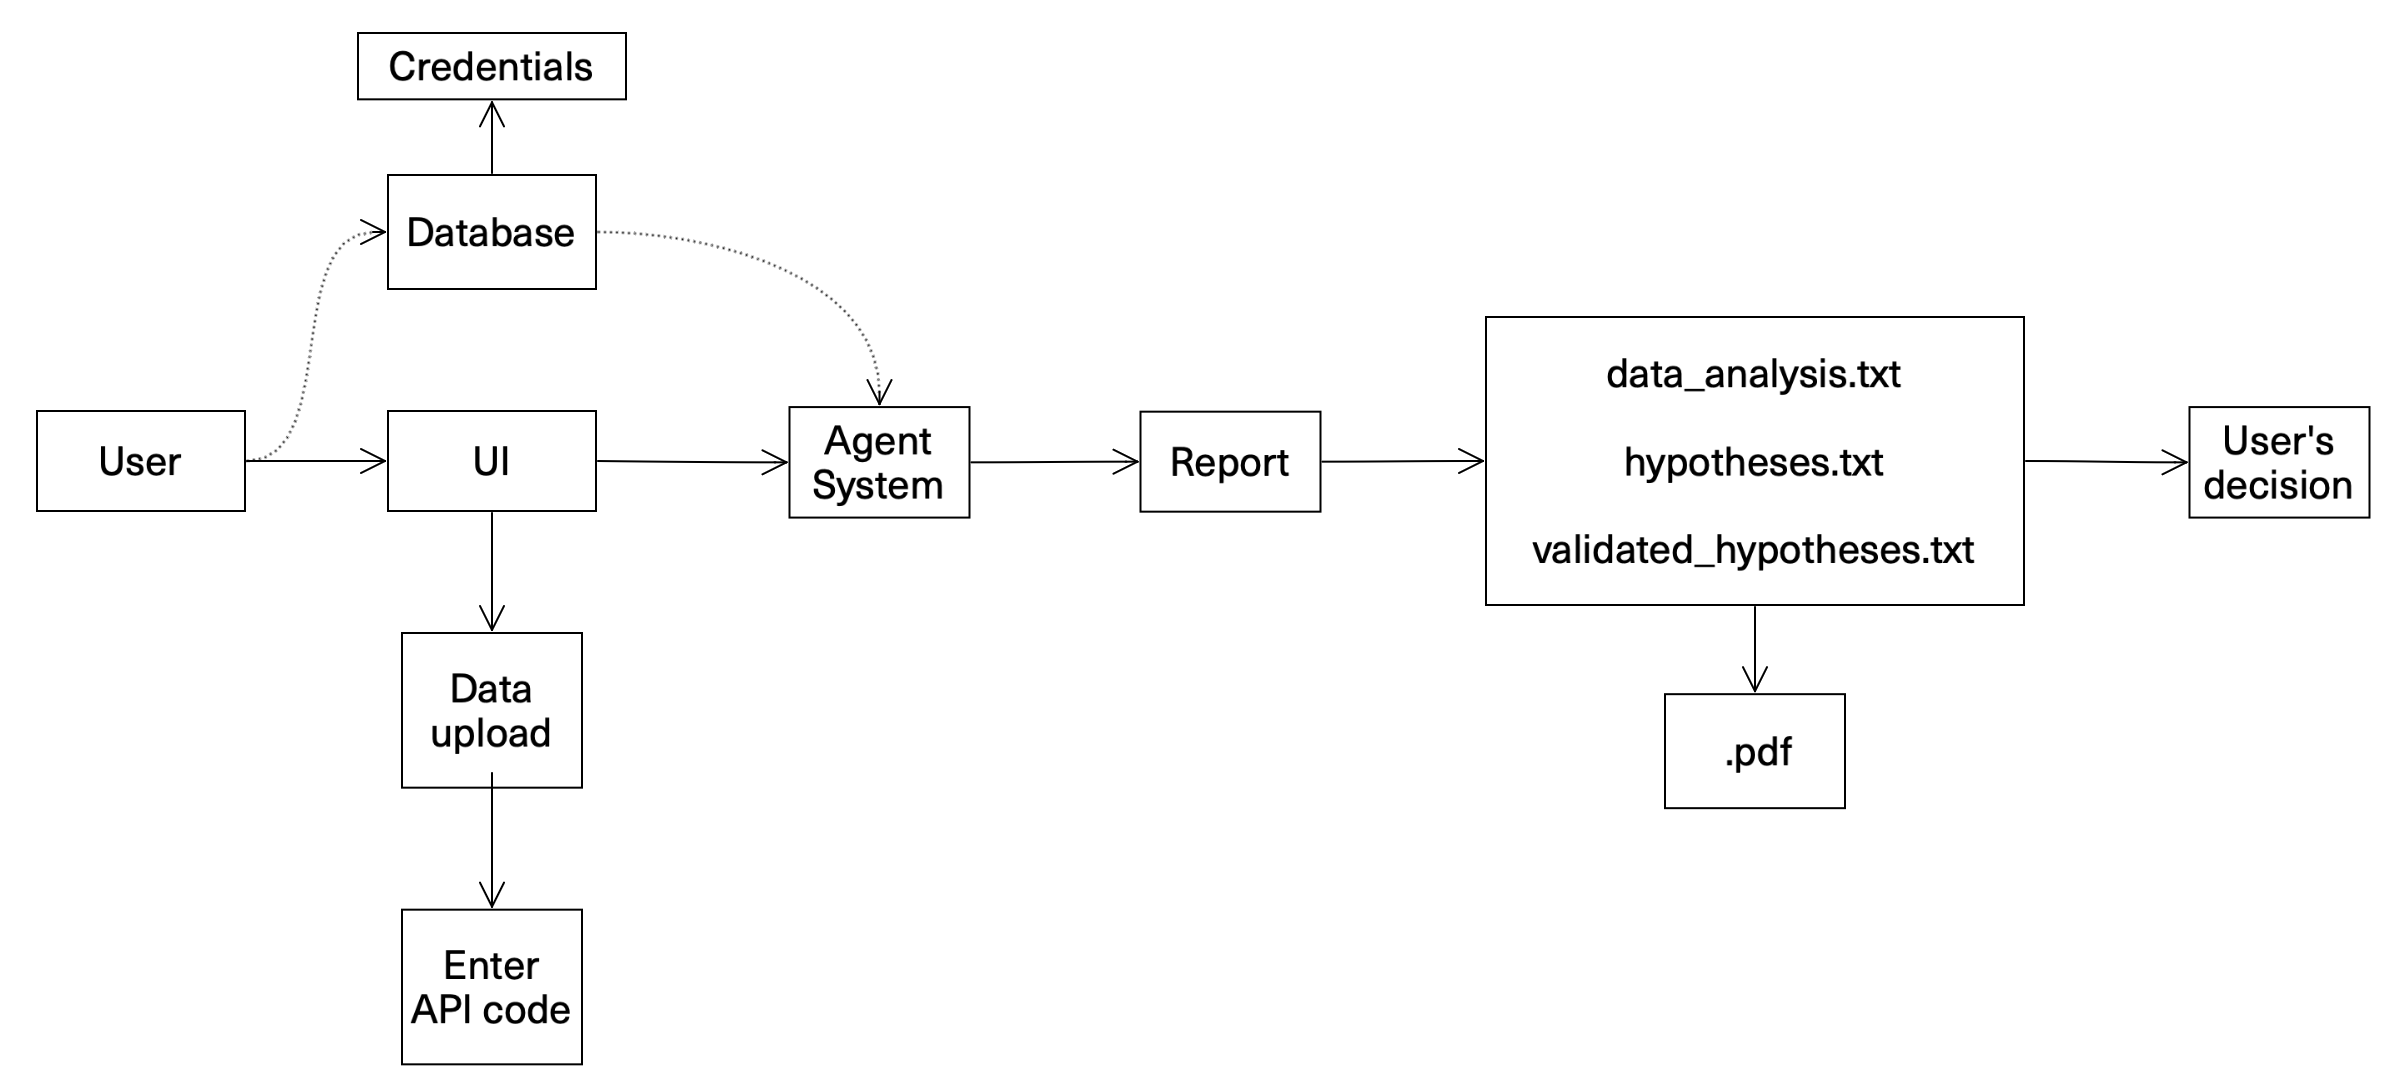 Credentials
Database
User
UI
Agent
System
Report
data_analysis.txt
hypotheses.txt
validated_hypotheses.txt
User's
decision
Data
upload
.pdf
Enter
API code